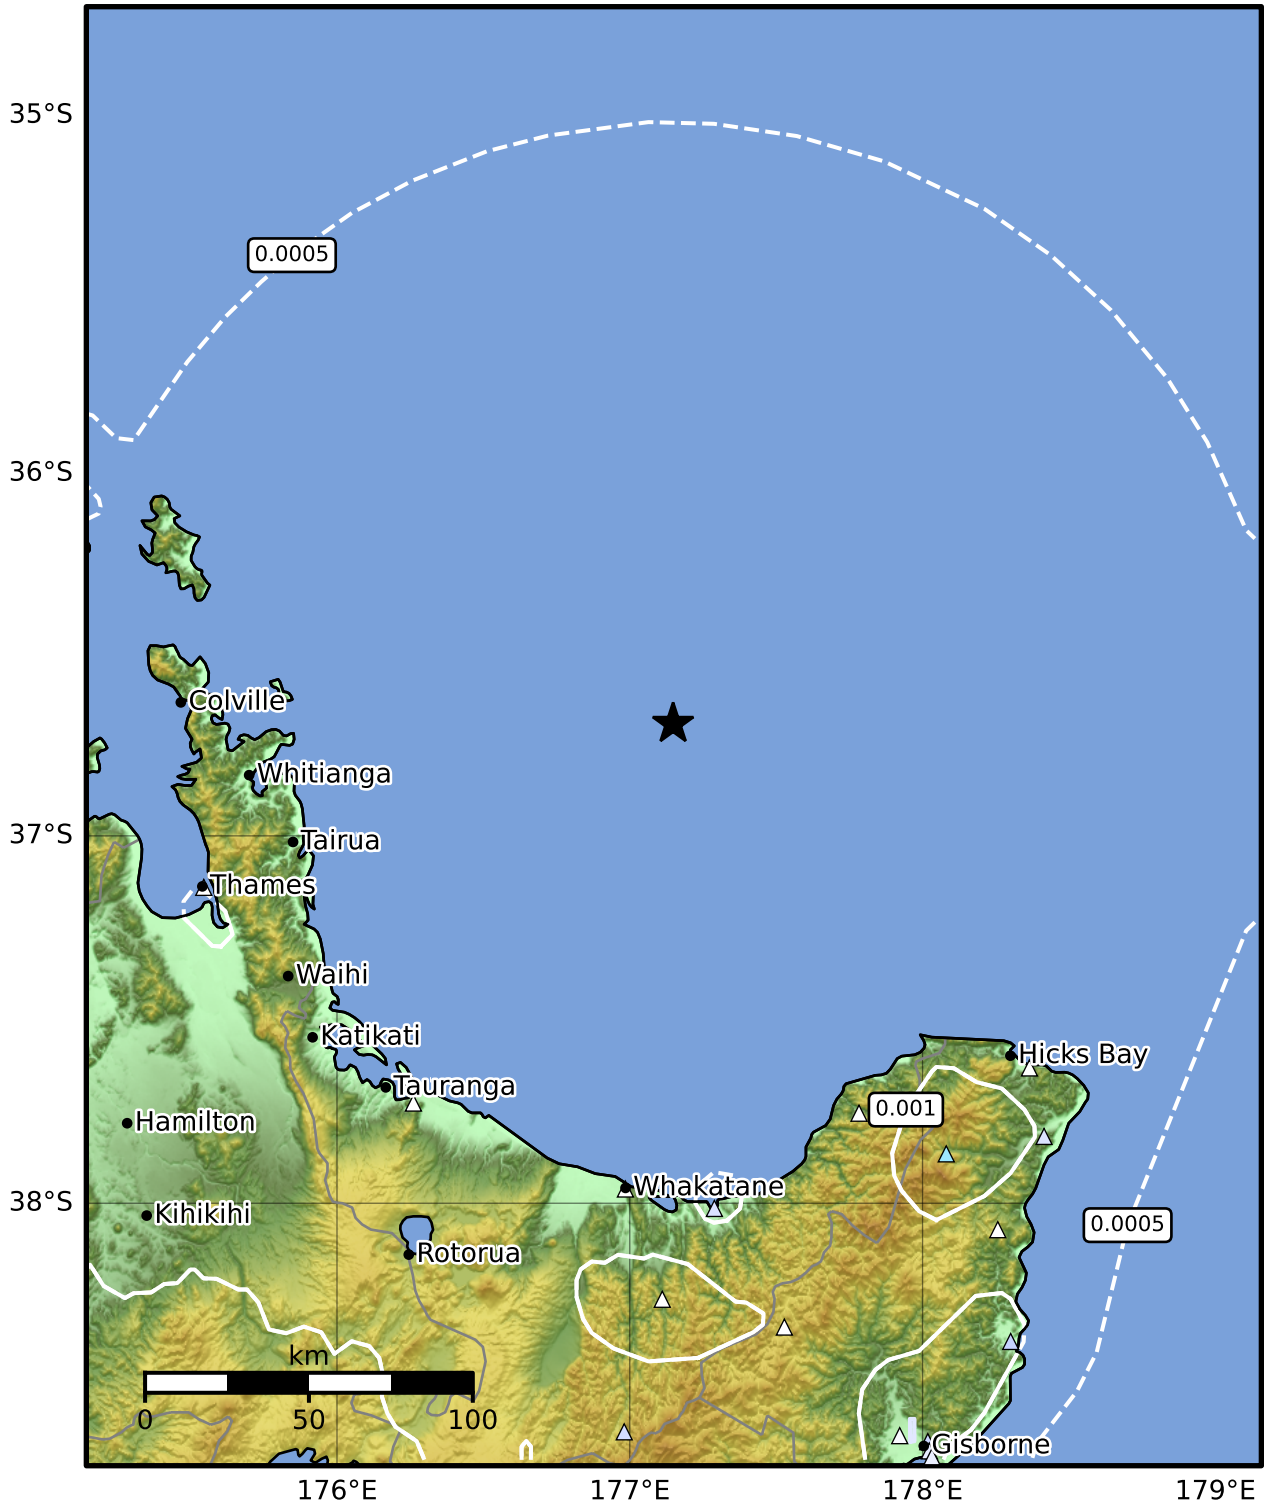 35°S
0.0005
36°S
Colville
Whitianga
37°S
Tairua
Thames
Waihi
Katikati
Hicks Bay
Tauranga
0.001
Hamilton
Whakatane
38°S
Kihikihi
0.0005
Rotorua
km
0 50 100
Gisborne
176°E 177°E 178°E 179°E